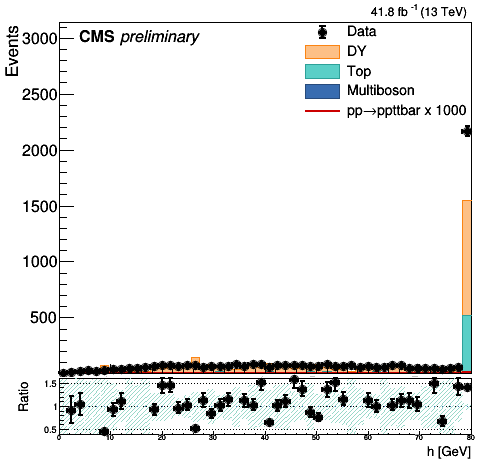 41.8 fb⁻¹ (13 TeV)
CMS preliminary
Events
Data
DY
Top
Multiboson
pp→ppttbar x 1000
3000
2500
2000
1500
1000
500
Ratio
1.5
1
0.5
0 10 20 30 40 50 60 70 80
h [GeV]